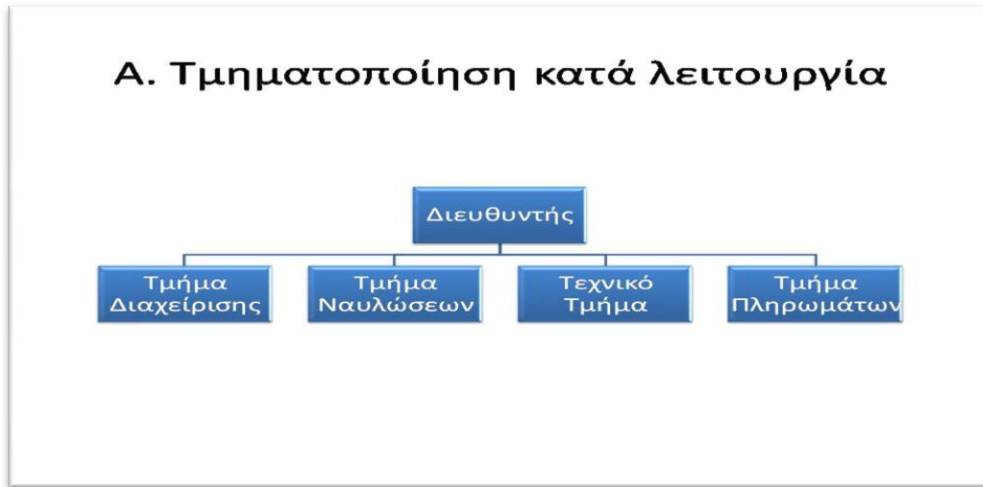 Α. Τμηματοποίηση κατά λειτουργία
Διευθυντής
Τμήμα
Διαχείρισης
Τμήμα
Ναυλώσεων
Τεχνικό
Τμήμα
Τμήμα
Πληρωμάτων